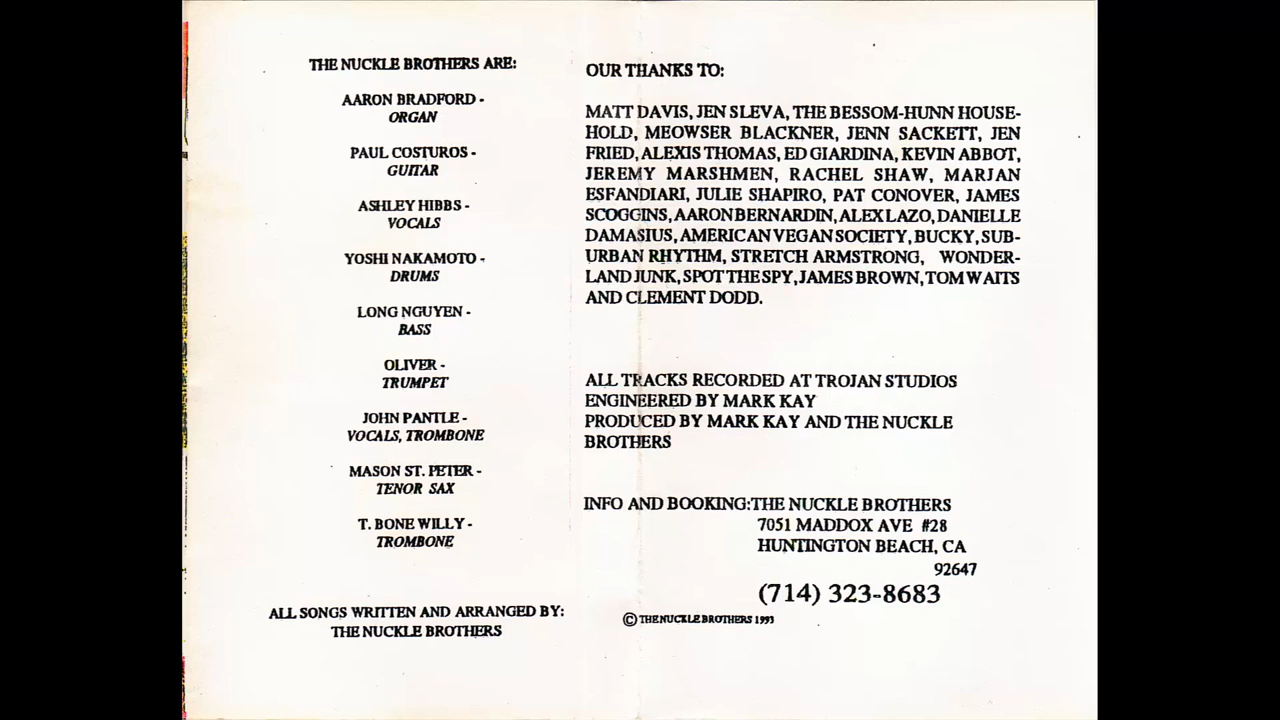 THE NUCKLE BROTHERS ARE:
AARON BRADFORD -
ORGAN
PAUL COSTUROS -
GUITAR
ASHLEY HIBBS -
VOCALS
YOSHI NAKAMOTO -
DRUMS
LONG NGUYEN -
BASS
OLIVER -
TRUMPET
JOHN PANTLE -
VOCALS, TROMBONE
MASON ST. PETER -
TENOR SAX
T. BONE WILLY -
TROMBONE
ALL SONGS WRITTEN AND ARRANGED BY:
THE NUCKLE BROTHERS
OUR THANKS TO:
MATT DAVIS, JEN SLEVA, THE BESSOM-HUNN HOUSE-
HOLD, MEOWSER BLACKNER, JENN SACKETT, JEN
FRIED, ALEXIS THOMAS, ED GIARDINA, KEVIN ABBOT,
JEREMY MARSHMEN, RACHEL SHAW, MARJAN
ESFANDIARI, JULIE SHAPIRO, PAT CONOVER, JAMES
SCOGGINS, AARON BERNARDIN, ALEX LAZO, DANIELLE
DAMASIUS, AMERICAN VEGAN SOCIETY, BUCKY, SUB-
URBAN RHYTHM, STRETCH ARMSTRONG, WONDER-
LAND JUNK, SPOT THE SPY, JAMES BROWN, TOM WAITS
AND CLEMENT DODD.
ALL TRACKS RECORDED AT TROJAN STUDIOS
ENGINEERED BY MARK KAY
PRODUCED BY MARK KAY AND THE NUCKLE
BROTHERS
INFO AND BOOKING:THE NUCKLE BROTHERS
7051 MADDOX AVE #28
HUNTINGTON BEACH, CA
92647
(714) 323-8683
© THE NUCKLE BROTHERS 1993